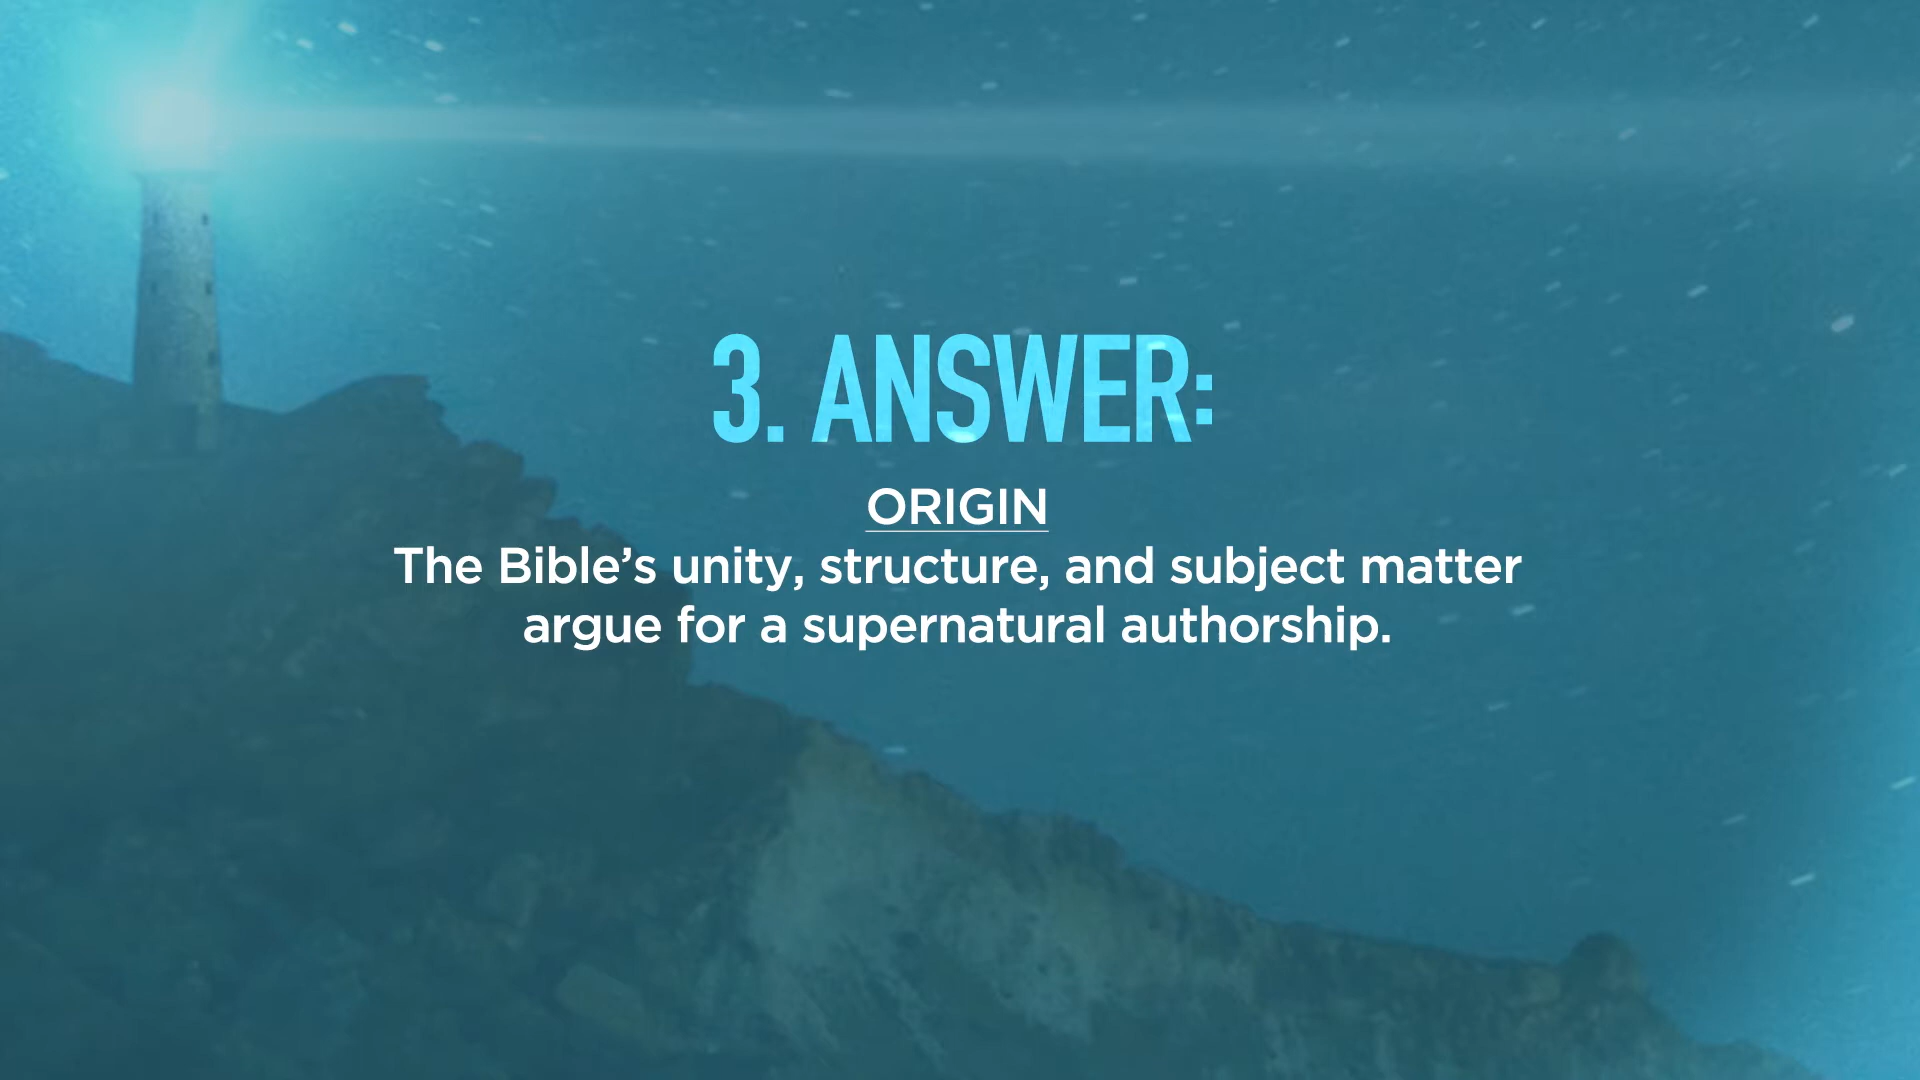 3. ANSWER:
ORIGIN
The Bible’s unity, structure, and subject matter
argue for a supernatural authorship.